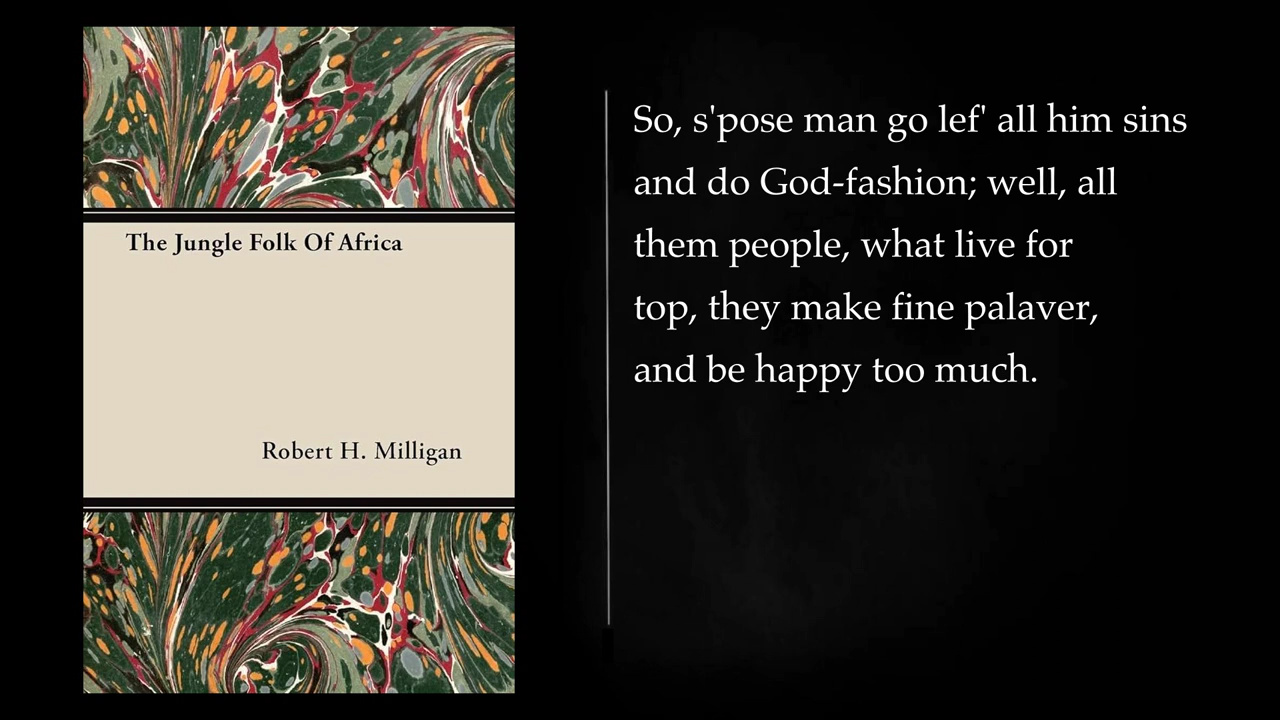 The Jungle Folk Of Africa
Robert H. Milligan
So, s'pose man go lef' all him sins
and do God-fashion; well, all
them people, what live for
top, they make fine palaver,
and be happy too much.